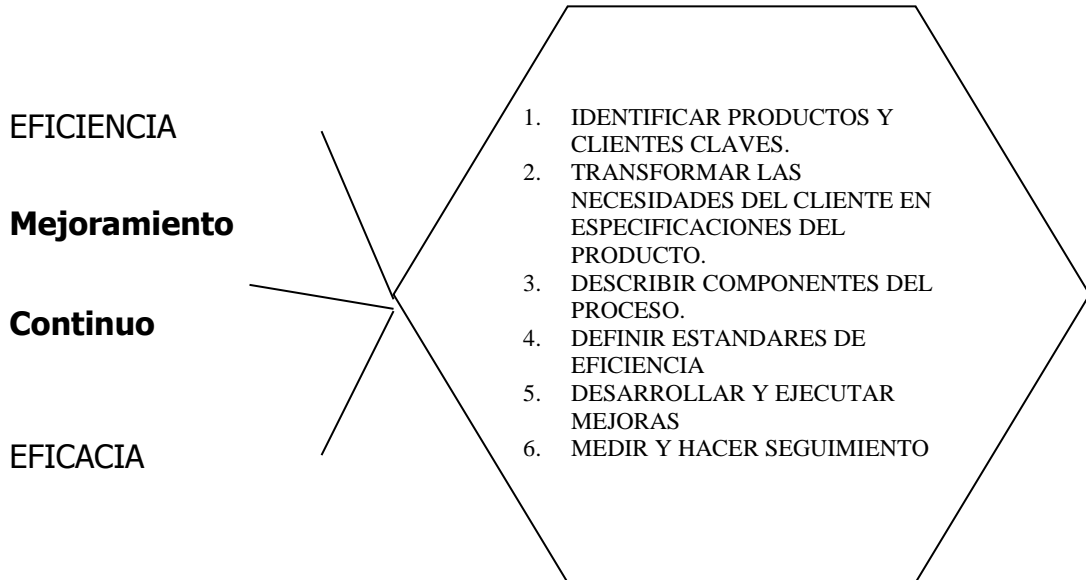 EFICIENCIA
Mejoramiento
Continuo
EFICACIA
1. IDENTIFICAR PRODUCTOS Y
CLIENTES CLAVES.
2. TRANSFORMAR LAS
NECESIDADES DEL CLIENTE EN
ESPECIFICACIONES DEL
PRODUCTO.
3. DESCRIBIR COMPONENTES DEL
PROCESO.
4. DEFINIR ESTANDARES DE
EFICIENCIA
5. DESARROLLAR Y EJECUTAR
MEJORAS
6. MEDIR Y HACER SEGUIMIENTO